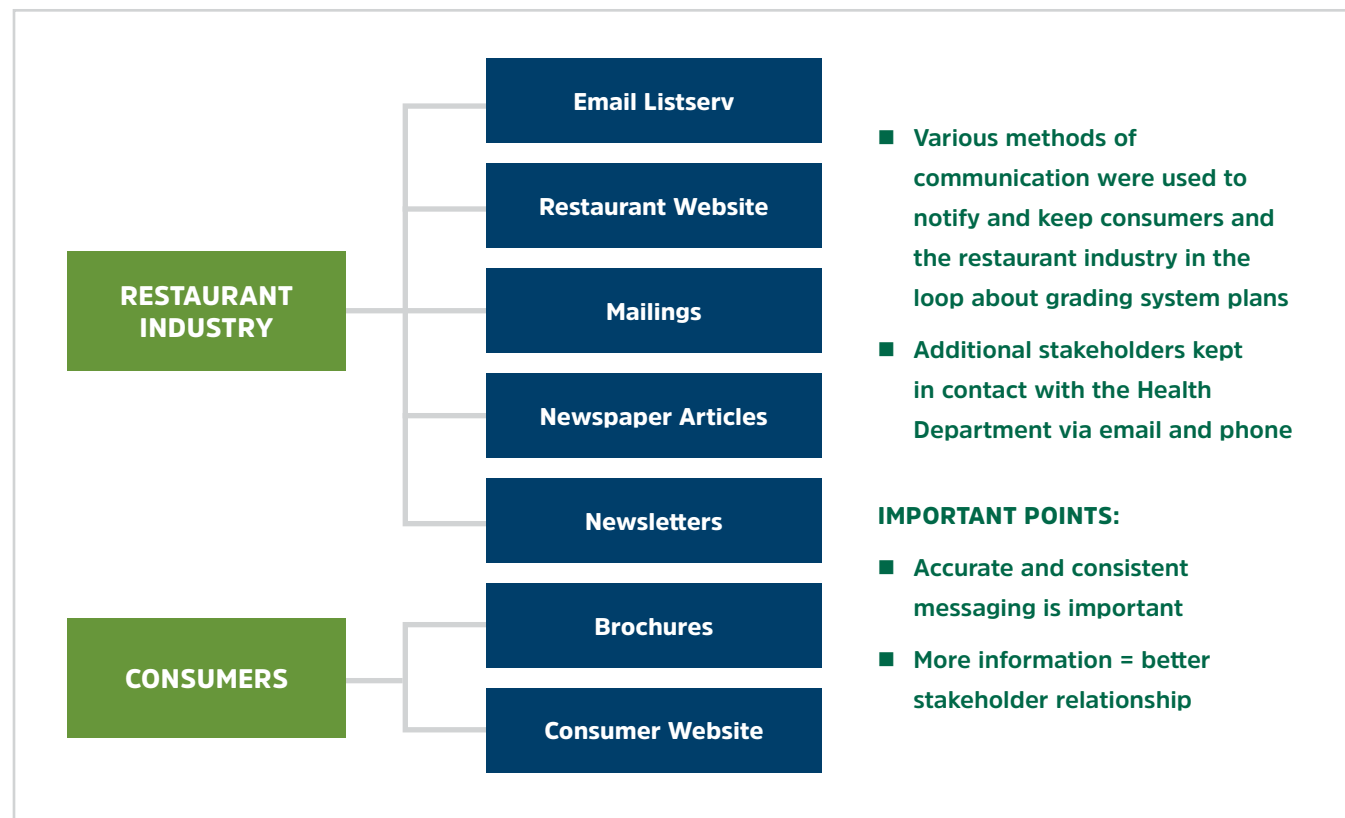 RESTAURANT
INDUSTRY
Email Listserv
Restaurant Website
Mailings
Newspaper Articles
Newsletters
CONSUMERS
Brochures
Consumer Website
■ Various methods of
communication were used to
notify and keep consumers and
the restaurant industry in the
loop about grading system plans
■ Additional stakeholders kept
in contact with the Health
Department via email and phone
IMPORTANT POINTS:
■ Accurate and consistent
messaging is important
■ More information = better
stakeholder relationship